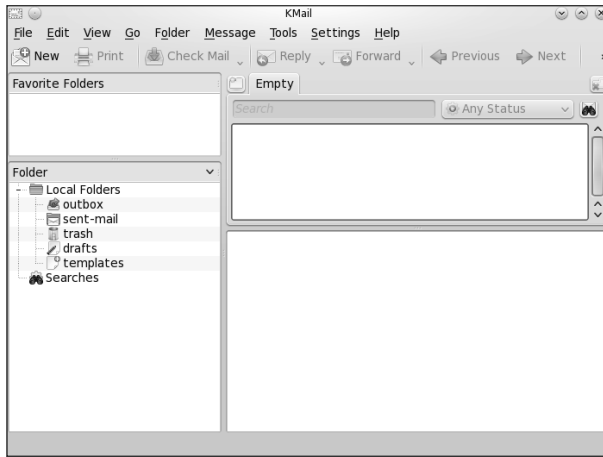 KMail
File Edit View Go Folder Message Tools Settings Help
New Print Check Mail Reply Forward Previous Next
Favorite Folders
Empty
Search Any Status
Folder
Local Folders
outbox
sent-mail
trash
drafts
templates
Searches